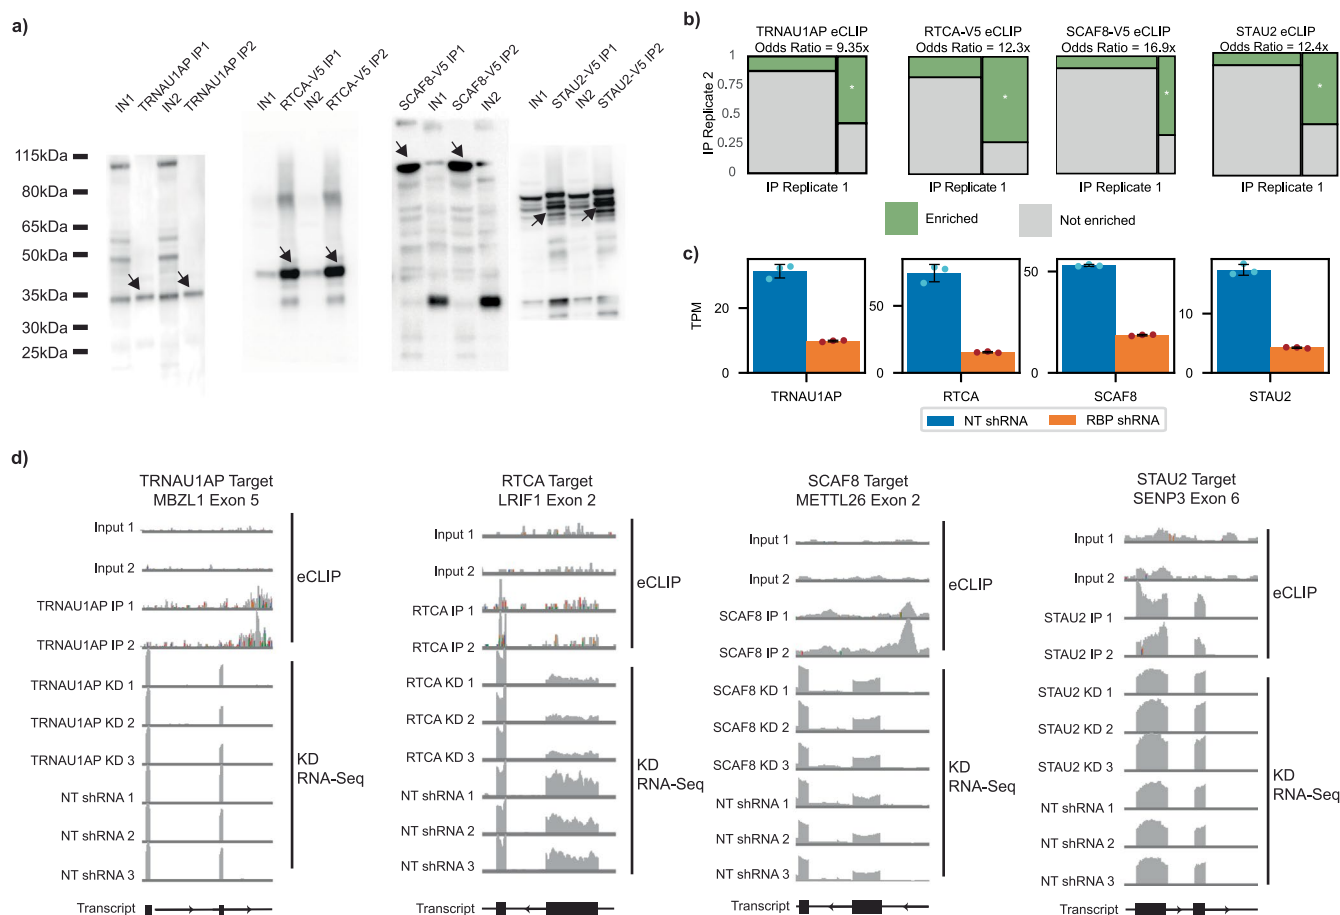 a)
IN1
TRNAU1AP IP1
IN2
TRNAU1AP IP2
IN1
RTCA-V5 IP1
IN2
RTCA-V5 IP2
SCAF8-V5 IP1
IN1
SCAF8-V5 IP2
IN2
IN1
STAU2-V5 IP1
IN2
STAU2-V5 IP2
115kDa
80kDa
65kDa
50kDa
35kDa
30kDa
25kDa
b)
TRNAU1AP eCLIP
Odds Ratio = 9.35x
RTCA-V5 eCLIP
Odds Ratio = 12.3x
SCAF8-V5 eCLIP
Odds Ratio = 16.9x
STAU2 eCLIP
Odds Ratio = 12.4x
IP Replicate 2
1
0.75
0.5
0.25
0
*
*
*
*
IP Replicate 1
IP Replicate 1
IP Replicate 1
IP Replicate 1
Enriched
Not enriched
c)
TPM
20
0
50
0
50
0
10
0
TRNAU1AP
RTCA
SCAF8
STAU2
NT shRNA
RBP shRNA
d)
TRNAU1AP Target
MBZL1 Exon 5
Input 1
Input 2
TRNAU1AP IP 1
TRNAU1AP IP 2
TRNAU1AP KD 1
TRNAU1AP KD 2
TRNAU1AP KD 3
NT shRNA 1
NT shRNA 2
NT shRNA 3
Transcript
eCLIP
KD
RNA-Seq
RTCA Target
LRIF1 Exon 2
Input 1
Input 2
RTCA IP 1
RTCA IP 2
RTCA KD 1
RTCA KD 2
RTCA KD 3
NT shRNA 1
NT shRNA 2
NT shRNA 3
Transcript
eCLIP
KD
RNA-Seq
SCAF8 Target
METTL26 Exon 2
Input 1
Input 2
SCAF8 IP 1
SCAF8 IP 2
SCAF8 KD 1
SCAF8 KD 2
SCAF8 KD 3
NT shRNA 1
NT shRNA 2
NT shRNA 3
Transcript
eCLIP
KD
RNA-Seq
STAU2 Target
SENP3 Exon 6
Input 1
Input 2
STAU2 IP 1
STAU2 IP 2
STAU2 KD 1
STAU2 KD 2
STAU2 KD 3
NT shRNA 1
NT shRNA 2
NT shRNA 3
Transcript
eCLIP
KD
RNA-Seq